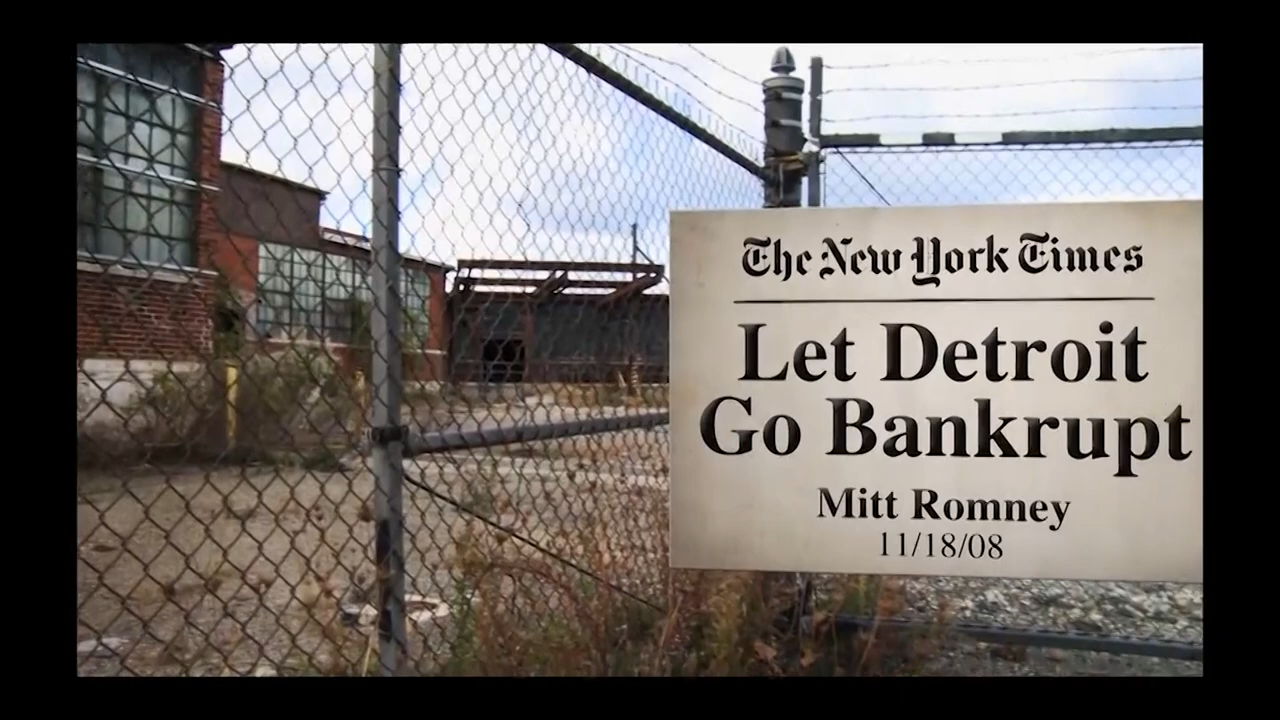 The New York Times
Let Detroit
Go Bankrupt
Mitt Romney
11/18/08